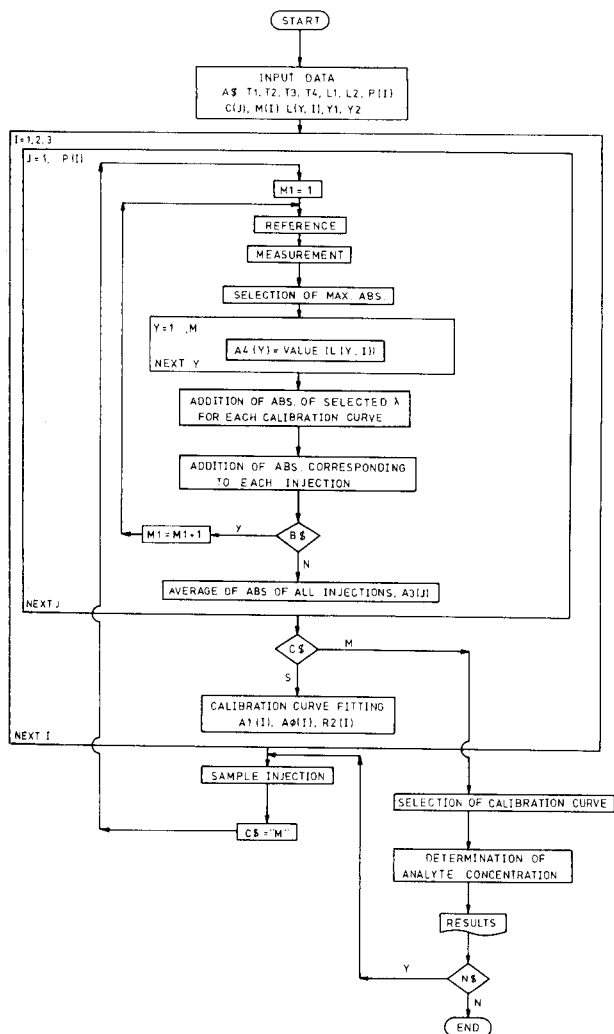 START
INPUT DATA
A$ T1, T2, T3, T4, L1, L2, P(I)
C(J), M(I) L(Y, I), Y1, Y2
I=1, 2, 3
J=1, P(I)
M1=1
REFERENCE
MEASUREMENT
SELECTION OF MAX. ABS.
Y=1 ,M
A4(Y)=VALUE (L(Y,I))
NEXT Y
ADDITION OF ABS. OF SELECTED λ
FOR EACH CALIBRATION CURVE
ADDITION OF ABS. CORRESPONDING
TO EACH INJECTION
M1=M1+1
Y
B$
N
AVERAGE OF ABS OF ALL INJECTIONS, A3(J)
NEXT J
C$
M
S
CALIBRATION CURVE FITTING
A1(I), AΦ(I), R2(I)
NEXT I
SAMPLE INJECTION
C$="M"
SELECTION OF CALIBRATION CURVE
DETERMINATION OF
ANALYTE CONCENTRATION
RESULTS
Y
N$
N
END